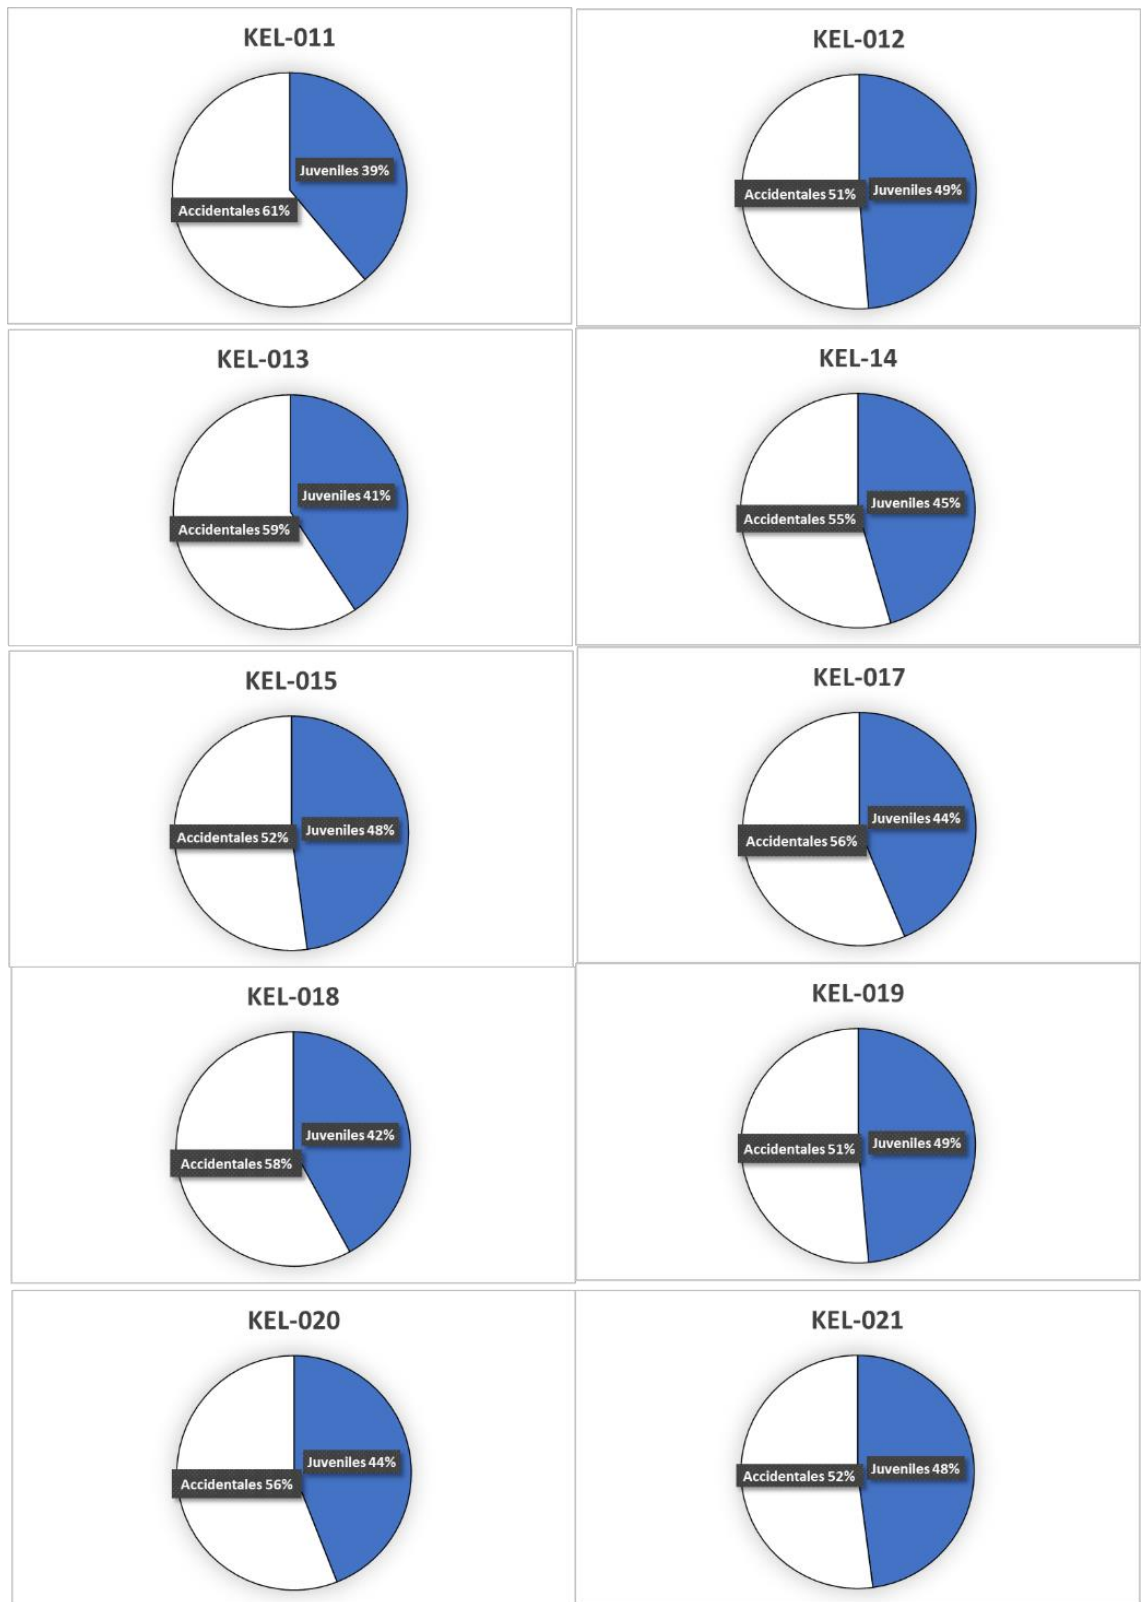 KEL-011
Juveniles 39%
Accidentales 61%
KEL-012
Accidentales 51%
Juveniles 49%
KEL-013
Juveniles 41%
Accidentales 59%
KEL-14
Juveniles 45%
Accidentales 55%
KEL-015
Juveniles 48%
Accidentales 52%
KEL-017
Juveniles 44%
Accidentales 56%
KEL-018
Juveniles 42%
Accidentales 58%
KEL-019
Juveniles 49%
Accidentales 51%
KEL-020
Juveniles 44%
Accidentales 56%
KEL-021
Juveniles 48%
Accidentales 52%